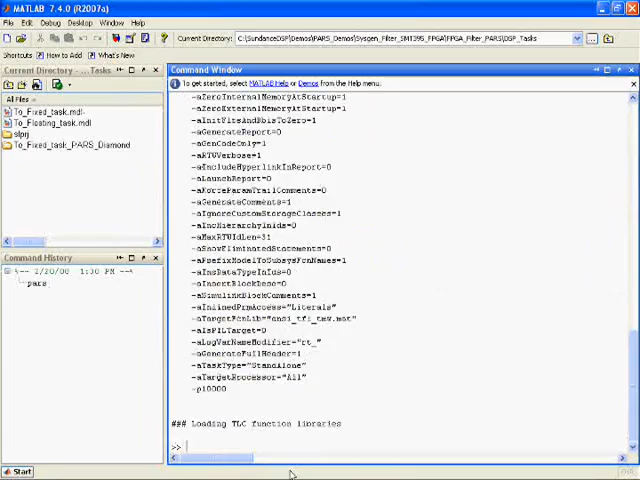 MATLAB 7.4.0 (R2007a)
File Edit Debug Desktop Window Help
Current Directory: C:\SundanceDSP\Demos\PARS_Demos\Sysgen_Filter_SMT395_FPGA\FPGA_Filter_PARS\DSP_Tasks
Shortcuts How to Add What's New
Current Directory - ...Tasks
All Files
To_Fixed_task.mdl
To_Floating_task.mdl
slprj
To_Fixed_task_PARS_Diamond
Command History
%-- 2/20/08 1:30 PM --%
pars
Command Window
To get started, select MATLAB Help or Demos from the Help menu.
-aZeroInternalMemoryAtStartup=1
-aZeroExternalMemoryAtStartup=1
-aInitFltsAndDblsToZero=1
-aGenerateReport=0
-aGenCodeOnly=1
-aRTWVerbose=1
-aIncludeHyperlinkInReport=0
-aLaunchReport=0
-aForceParamTrailComments=0
-aGenerateComments=1
-aIgnoreCustomStorageClasses=1
-aIncHierarchyInIds=0
-aMaxRTWIdLen=31
-aShowEliminatedStatements=0
-aPrefixModelToSubsysFcnNames=1
-aIncDataTypeInIds=0
-aInsertBlockDesc=0
-aSimulinkBlockComments=1
-aInlinedPrmAccess="Literals"
-aTargetFcnLib="ansi_tfl_tmw.mat"
-aIsPILTarget=0
-aLogVarNameModifier="rt_"
-aGenerateFullHeader=1
-aTaskType="StandAlone"
-aTargetProcessor="All"
-p10000
### Loading TLC function libraries
>>
Start